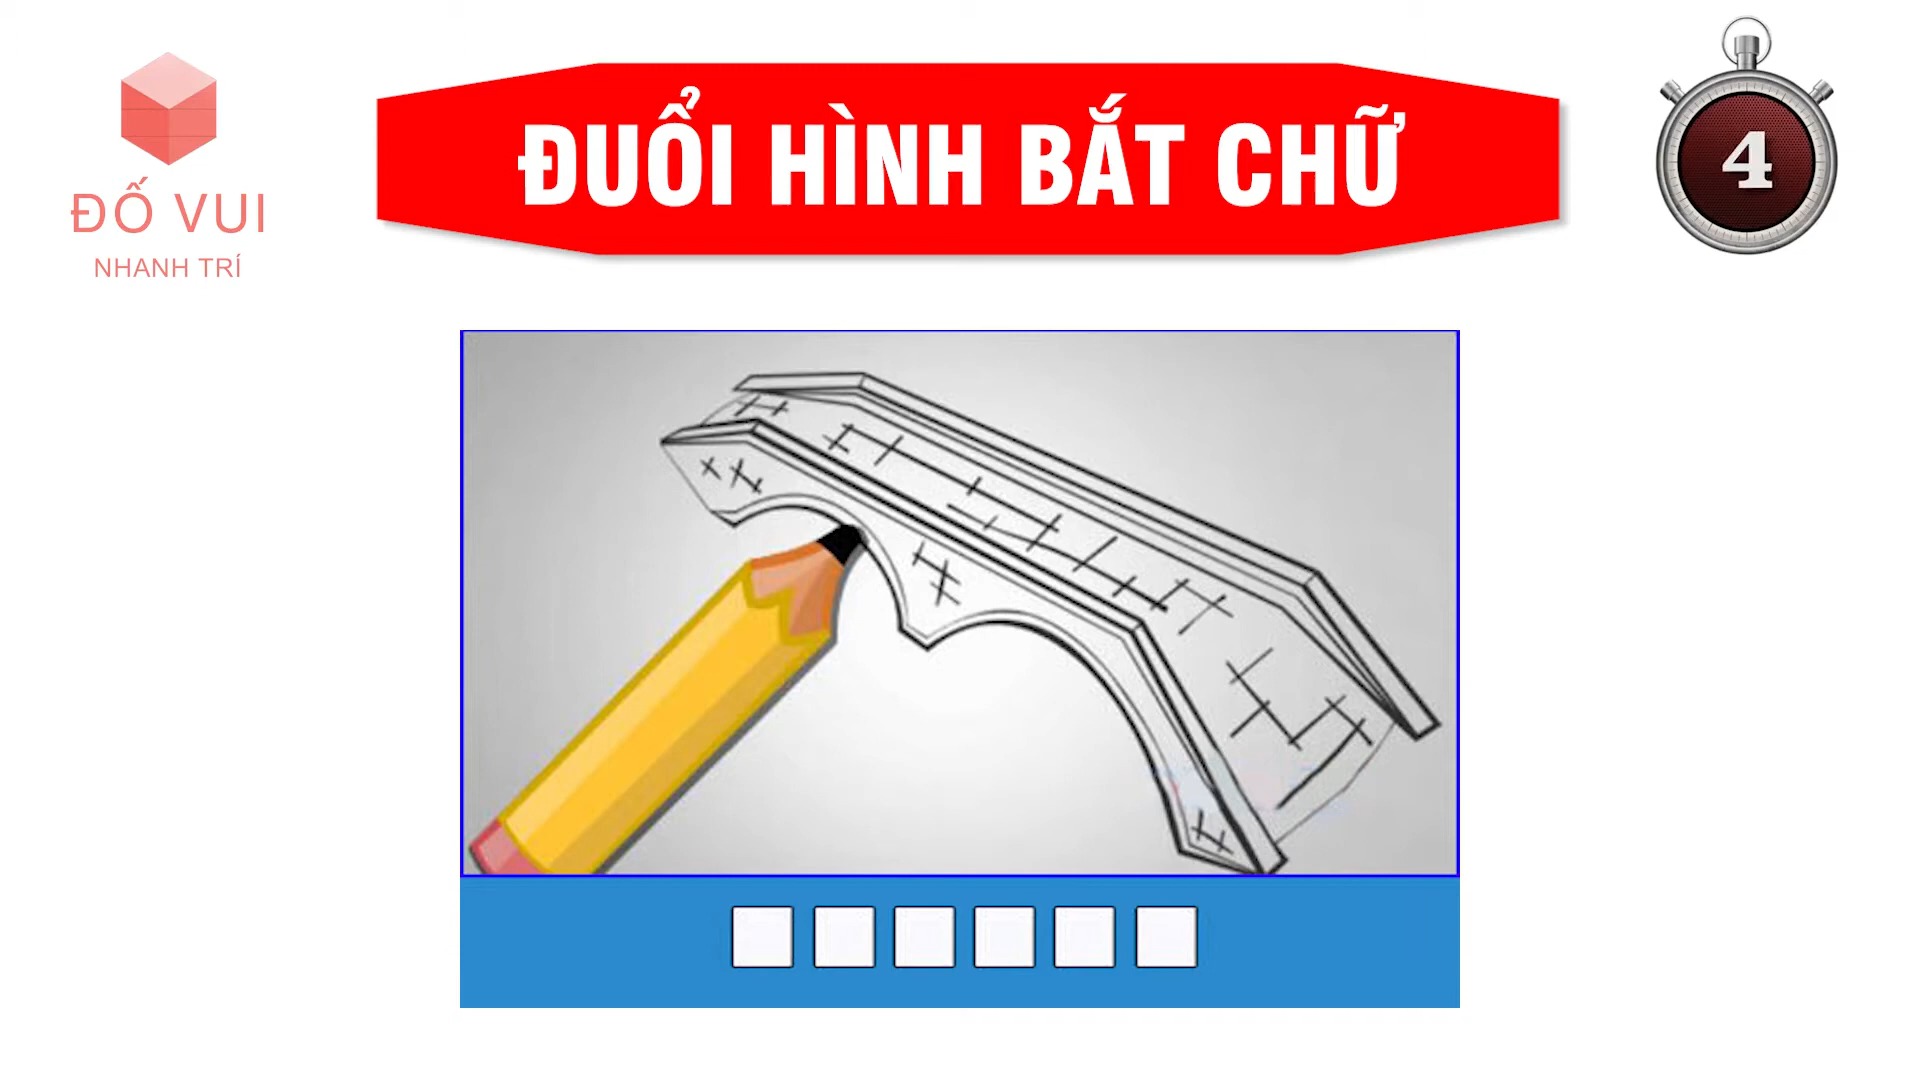 ĐUỔI HÌNH BẮT CHỮ
4
ĐỐ VUI
NHANH TRÍ